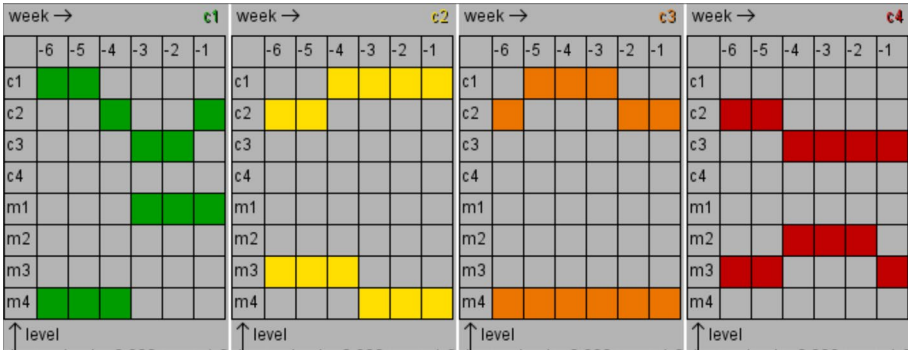 week → c1 week → c2 week → c3 week → c4
-6 -5 -4 -3 -2 -1 -6 -5 -4 -3 -2 -1 -6 -5 -4 -3 -2 -1 -6 -5 -4 -3 -2 -1
c1 c1 c1 c1
c2 c2 c2 c2
c3 c3 c3 c3
c4 c4 c4 c4
m1 m1 m1 m1
m2 m2 m2 m2
m3 m3 m3 m3
m4 m4 m4 m4
↑ level ↑ level ↑ level ↑ level